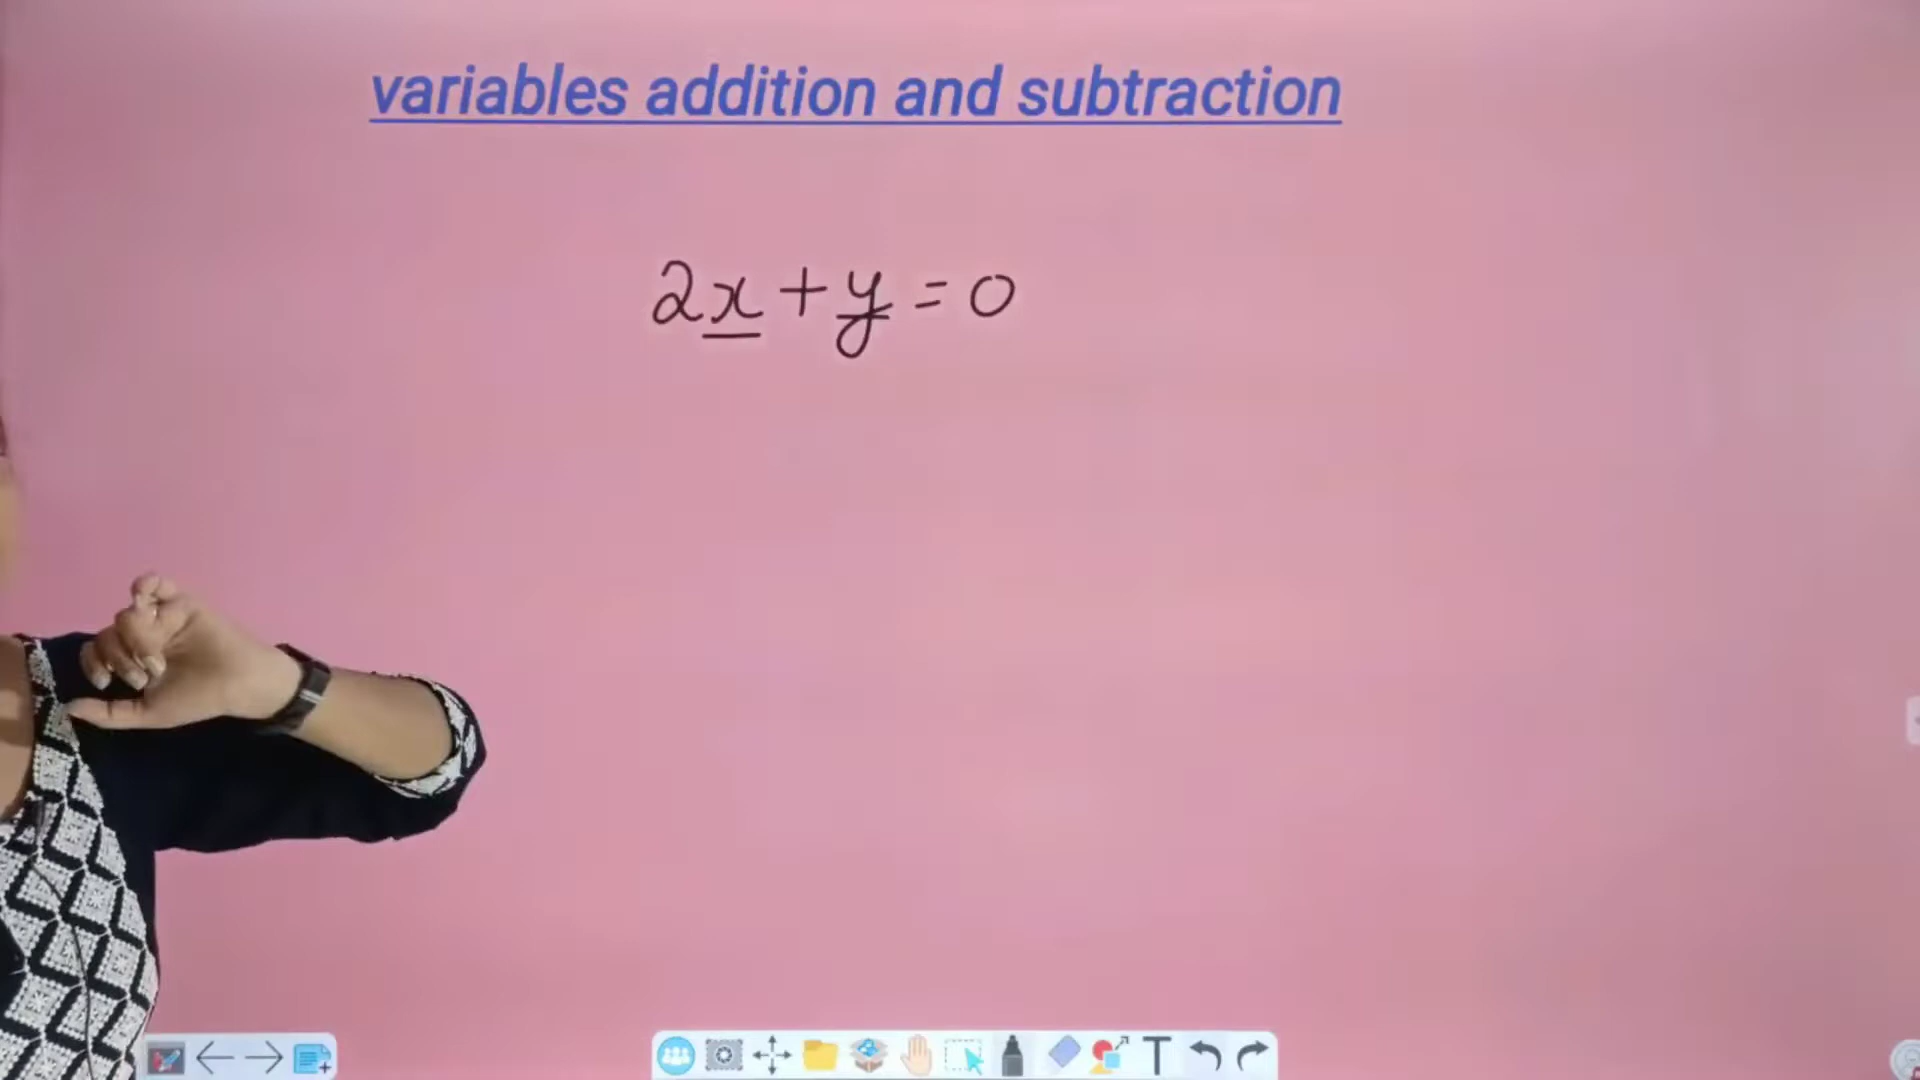 variables addition and subtraction
2x + y = 0